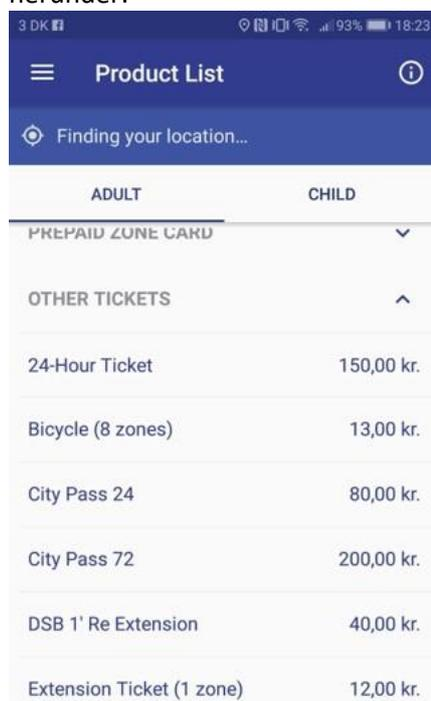 3 DK 93% 18:23
Product List
Finding your location...
ADULT CHILD
PREPAID ZONE CARD
OTHER TICKETS
24-Hour Ticket 150,00 kr.
Bicycle (8 zones) 13,00 kr.
City Pass 24 80,00 kr.
City Pass 72 200,00 kr.
DSB 1' Re Extension 40,00 kr.
Extension Ticket (1 zone) 12,00 kr.